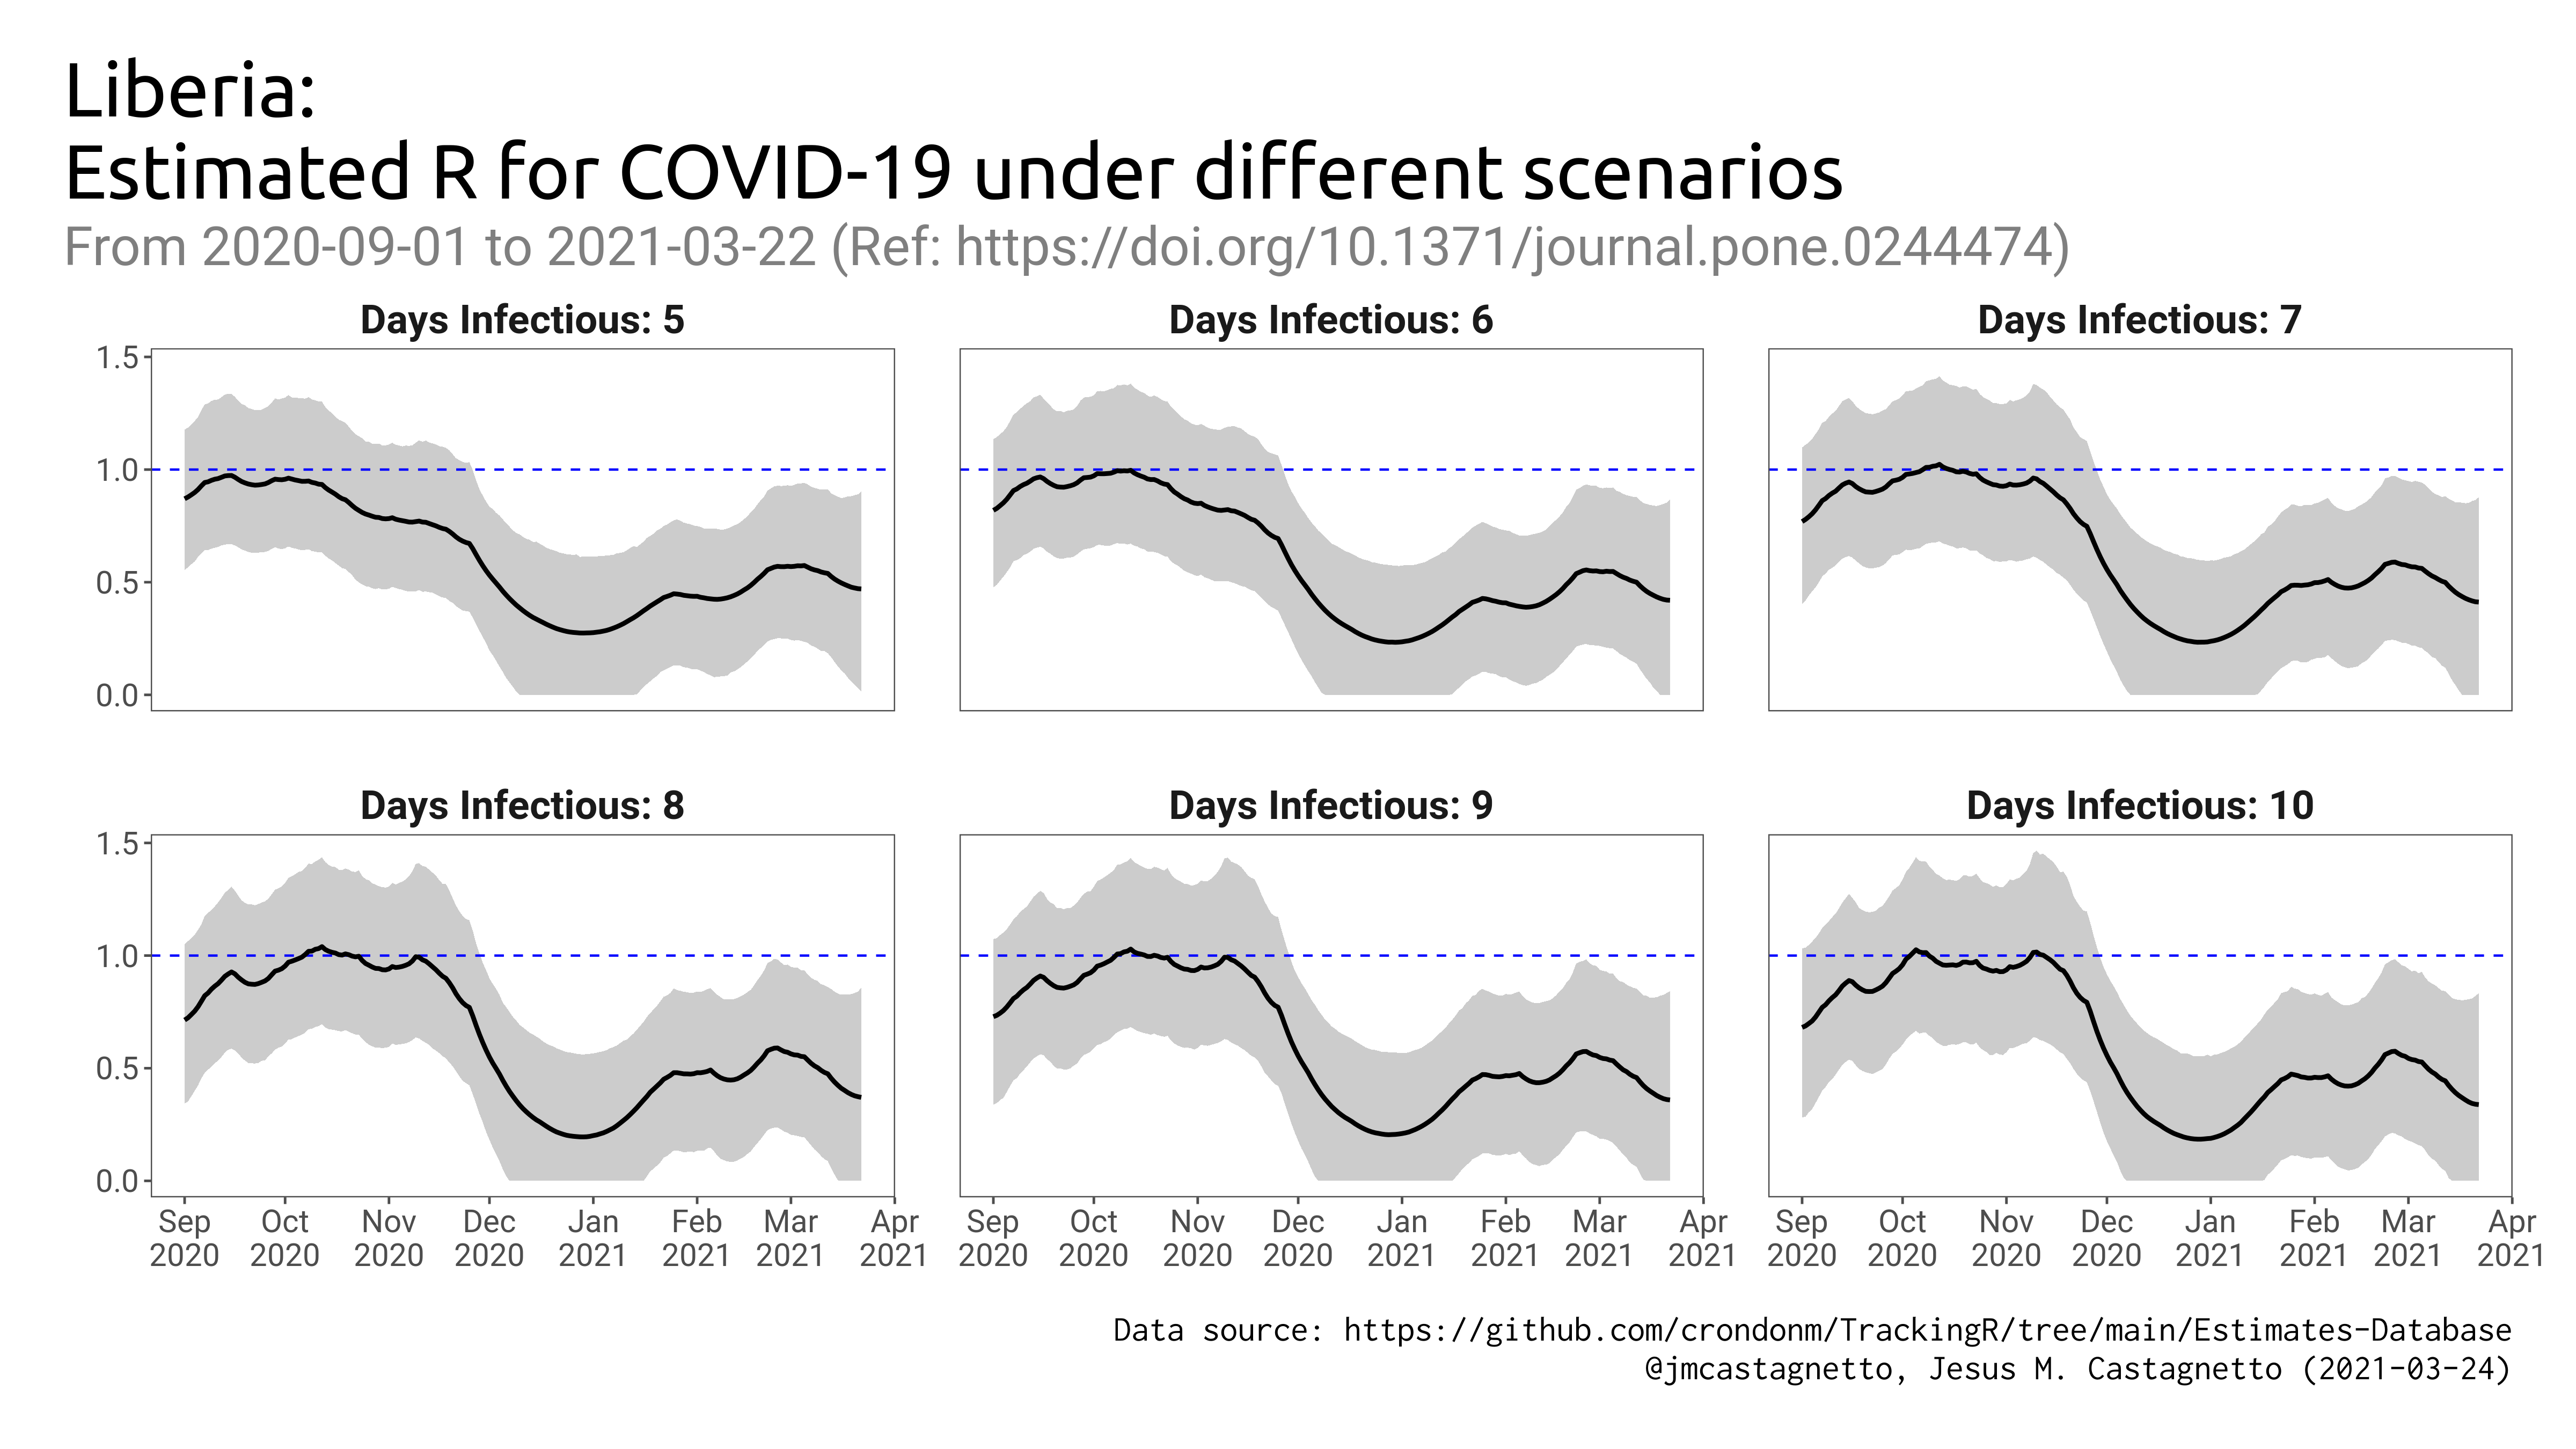 Liberia:
Estimated R for COVID-19 under different scenarios
From 2020-09-01 to 2021-03-22 (Ref: https://doi.org/10.1371/journal.pone.0244474)
Days Infectious: 5
Days Infectious: 6
Days Infectious: 7
1.5
1.0
0.5
0.0
Days Infectious: 8
Days Infectious: 9
Days Infectious: 10
1.5
1.0
0.5
0.0
Sep Oct Nov Dec Jan Feb Mar Apr
2020 2020 2020 2020 2021 2021 2021 2021
Sep Oct Nov Dec Jan Feb Mar Apr
2020 2020 2020 2020 2021 2021 2021 2021
Sep Oct Nov Dec Jan Feb Mar Apr
2020 2020 2020 2020 2021 2021 2021 2021
Data source: https://github.com/crondonm/TrackingR/tree/main/Estimates-Database
@jmcastagnetto, Jesus M. Castagnetto (2021-03-24)